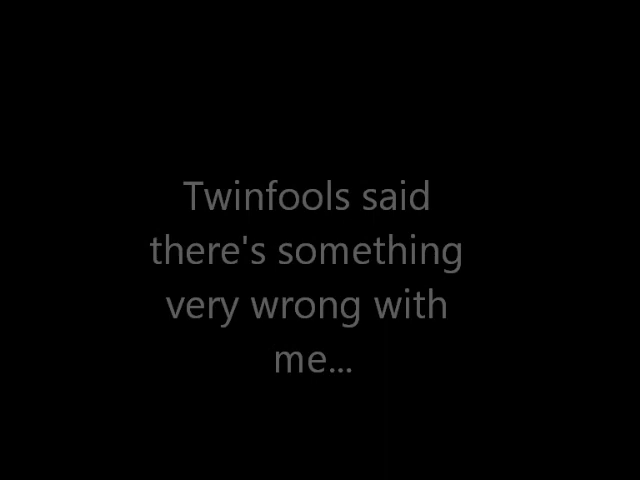 Twinfools said
there's something
very wrong with
me...